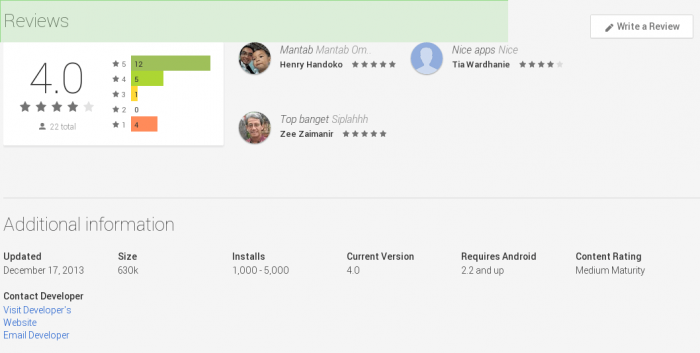 Reviews
Write a Review
4.0
22 total
5 12
4 5
3 1
2 0
1 4
Mantab Mantab Om..
Henry Handoko
Nice apps Nice
Tia Wardhanie
Top banget Siplahhh
Zee Zaimanir
Additional information
Updated
December 17, 2013
Size
630k
Installs
1,000 - 5,000
Current Version
4.0
Requires Android
2.2 and up
Content Rating
Medium Maturity
Contact Developer
Visit Developer's
Website
Email Developer